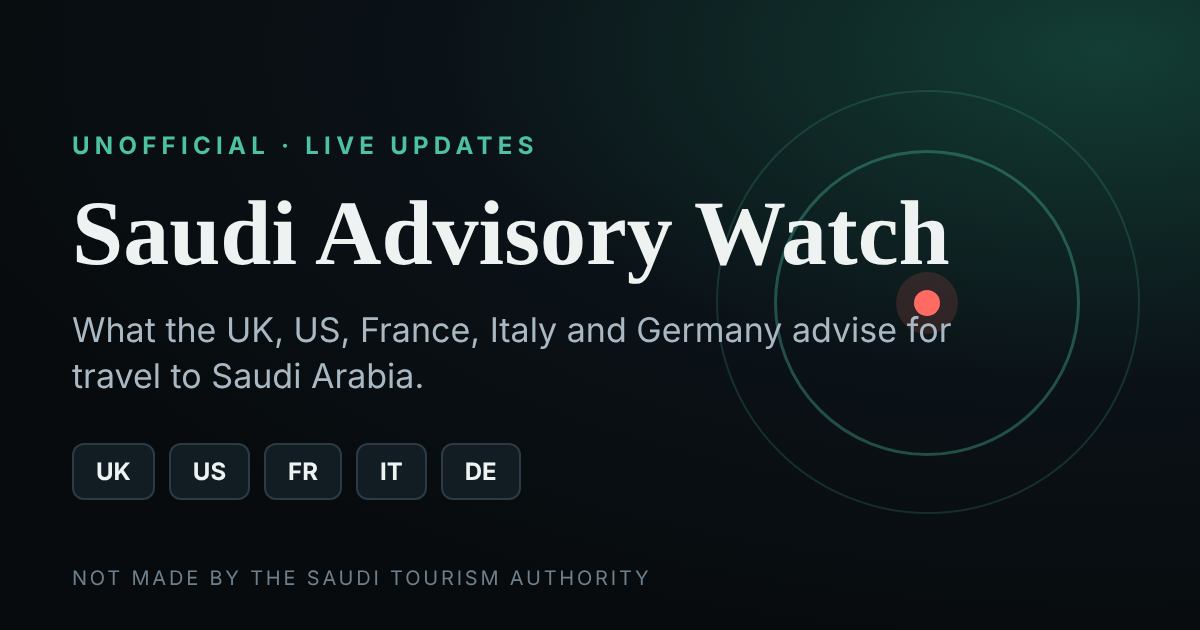 UNOFFICIAL · LIVE UPDATES
Saudi Advisory Watch
What the UK, US, France, Italy and Germany advise for
travel to Saudi Arabia.
UK US FR IT DE
NOT MADE BY THE SAUDI TOURISM AUTHORITY